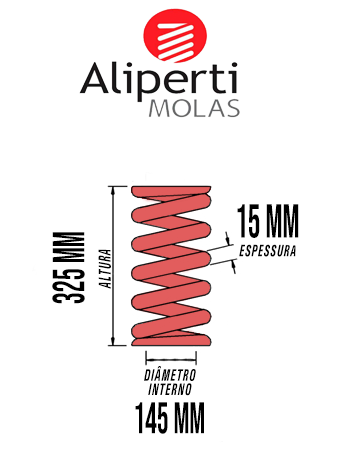 Aliperti
MOLAS
325 MM
ALTURA
15 MM
ESPESSURA
DIÂMETRO
INTERNO
145 MM